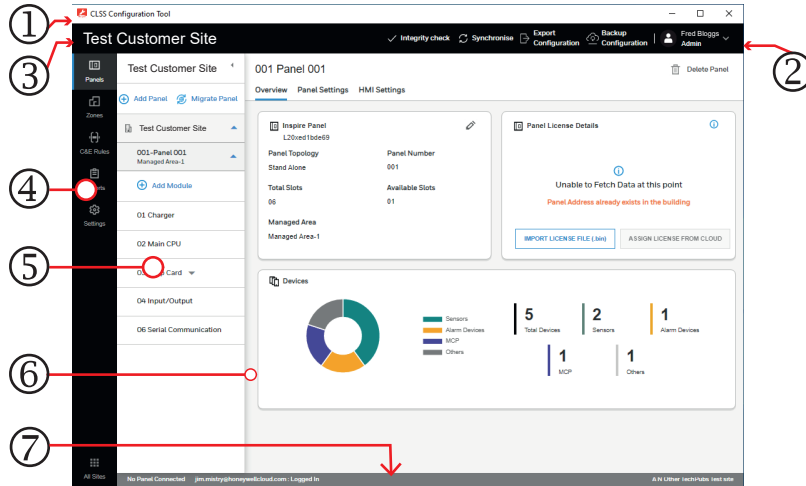 CLSS Configuration Tool
1
Test Customer Site
Integrity check
Synchronise
Export
Configuration
Backup
Configuration
Fred Bloggs
Admin
2
3
Panels
Zones
C&E Rules
Settings
All Sites
4
Test Customer Site
Add Panel
Migrate Panel
Test Customer Site
001-Panel 001
Managed Area-1
Add Module
01 Charger
02 Main CPU
Card
5
04 Input/Output
06 Serial Communication
001 Panel 001
Delete Panel
Overview Panel Settings HMI Settings
Inspire Panel
L20xed1bde69
Panel Topology
Panel Number
Stand Alone
001
Total Slots
Available Slots
06
01
Managed Area
Managed Area-1
Panel License Details
Unable to Fetch Data at this point
Panel Address already exists in the building
IMPORT LICENSE FILE (.bin)
ASSIGN LICENSE FROM CLOUD
Devices
Sensors
Alarm Devices
MCP
Others
5
Total Devices
2
Sensors
1
Alarm Devices
1
MCP
1
Others
6
7
No Panel Connected jim.mistry@honeywellcloud.com : Logged In
A N Other TechPubs test site